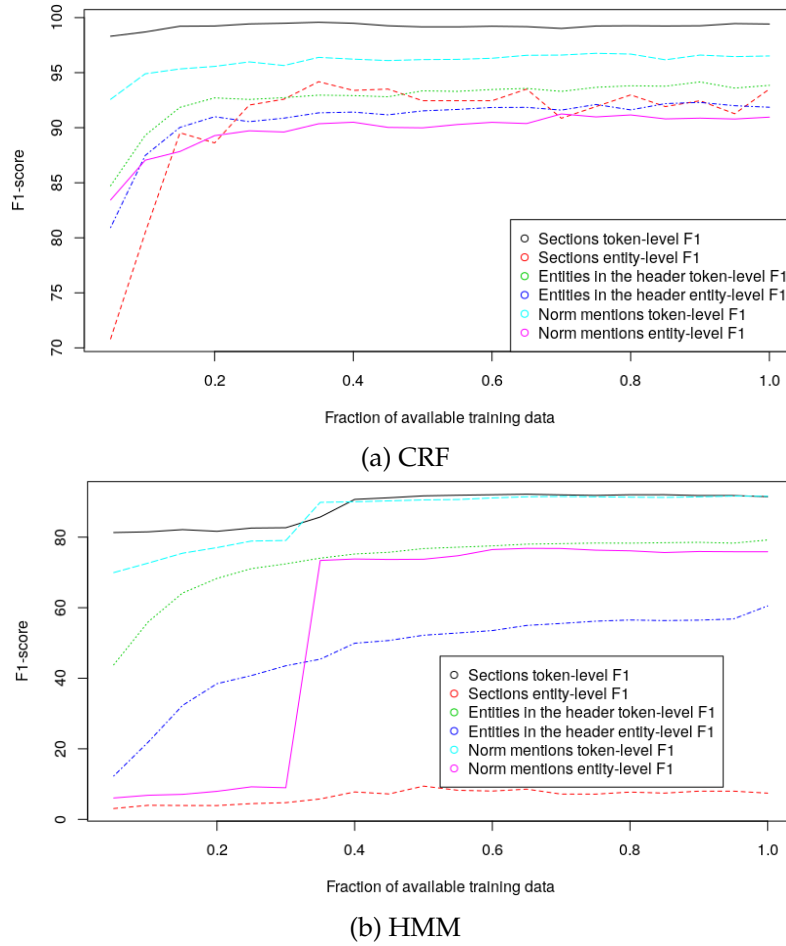 100
95
90
85
80
75
70
F1-score
Sections token-level F1
Sections entity-level F1
Entities in the header token-level F1
Entities in the header entity-level F1
Norm mentions token-level F1
Norm mentions entity-level F1
0.2 0.4 0.6 0.8 1.0
Fraction of available training data
(a) CRF
80
60
40
20
0
F1-score
Sections token-level F1
Sections entity-level F1
Entities in the header token-level F1
Entities in the header entity-level F1
Norm mentions token-level F1
Norm mentions entity-level F1
0.2 0.4 0.6 0.8 1.0
Fraction of available training data
(b) HMM